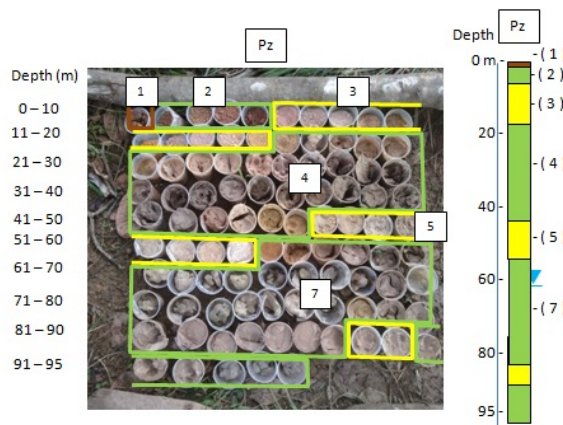 Pz
Depth (m)
0 – 10
11 – 20
21 – 30
31 – 40
41 – 50
51 – 60
61 – 70
71 – 80
81 – 90
91 – 95
1
2
3
4
5
7
Depth
Pz
0 m
20
40
60
80
95
- ( 1
- ( 2 )
- ( 3 )
- ( 4
- ( 5
- ( 7